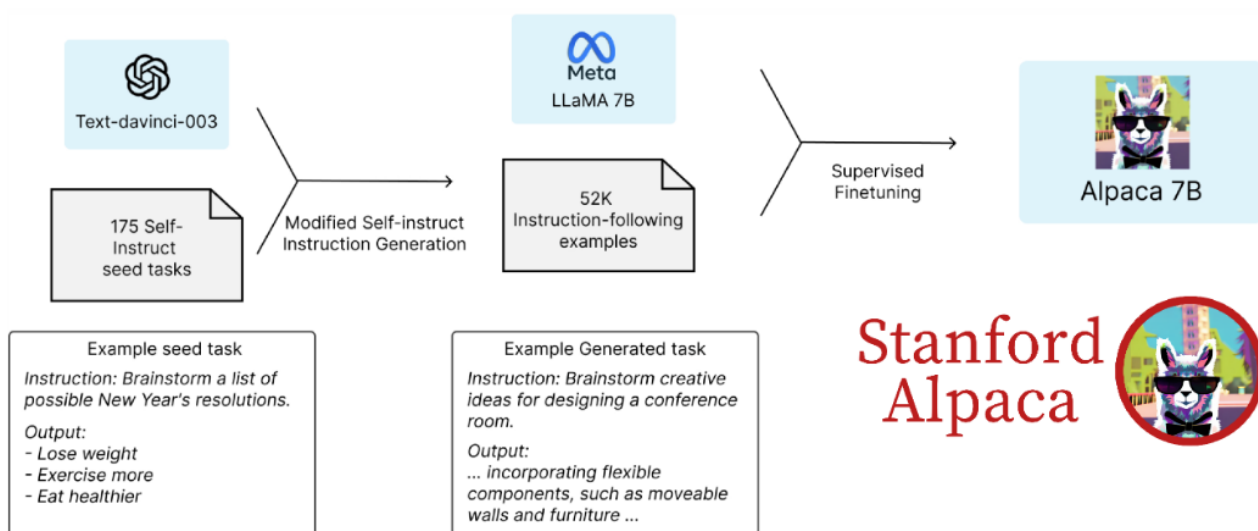 Text-davinci-003
175 Self-
Instruct
seed tasks
Modified Self-instruct
Instruction Generation
Meta
LLaMA 7B
52K
Instruction-following
examples
Supervised
Finetuning
Alpaca 7B
Example seed task
Instruction: Brainstorm a list of
possible New Year's resolutions.
Output:
- Lose weight
- Exercise more
- Eat healthier
Example Generated task
Instruction: Brainstorm creative
ideas for designing a conference
room.
Output:
... incorporating flexible
components, such as moveable
walls and furniture ...
Stanford
Alpaca